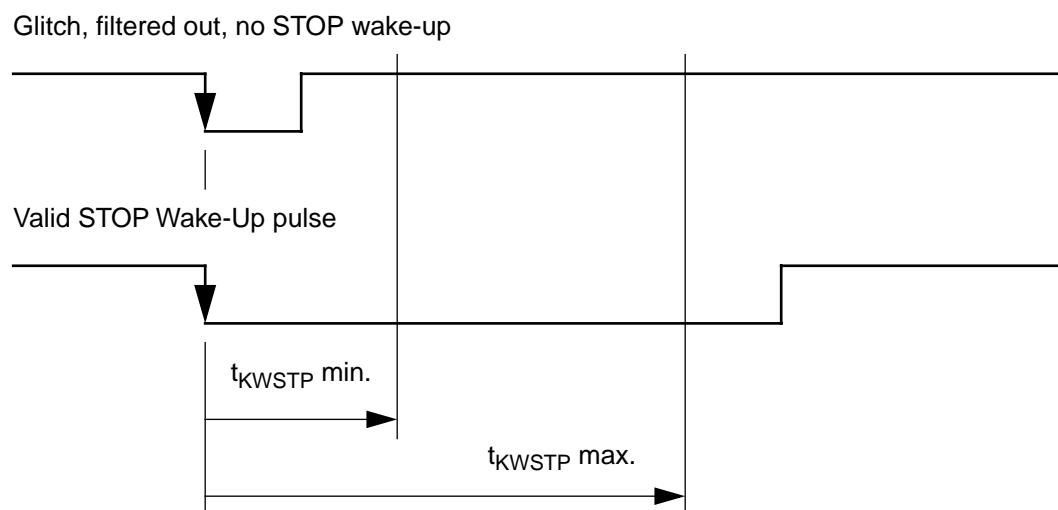 Glitch, filtered out, no STOP wake-up
Valid STOP Wake-Up pulse
tKWSTP min.
tKWSTP max.